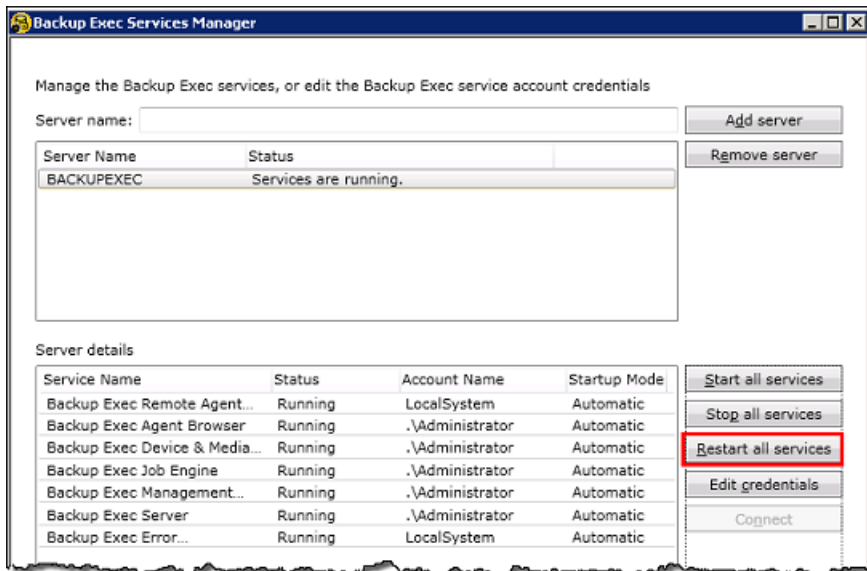 Backup Exec Services Manager
Manage the Backup Exec services, or edit the Backup Exec service account credentials
Server name:
Add server
Server Name Status
Remove server
BACKUPEXEC Services are running.
Server details
Service Name Status Account Name Startup Mode
Start all services
Backup Exec Remote Agent... Running LocalSystem Automatic
Backup Exec Agent Browser Running .\Administrator Automatic
Stop all services
Backup Exec Device & Media... Running .\Administrator Automatic
Restart all services
Backup Exec Job Engine Running .\Administrator Automatic
Backup Exec Management... Running .\Administrator Automatic
Edit credentials
Backup Exec Server Running .\Administrator Automatic
Connect
Backup Exec Error... Running LocalSystem Automatic